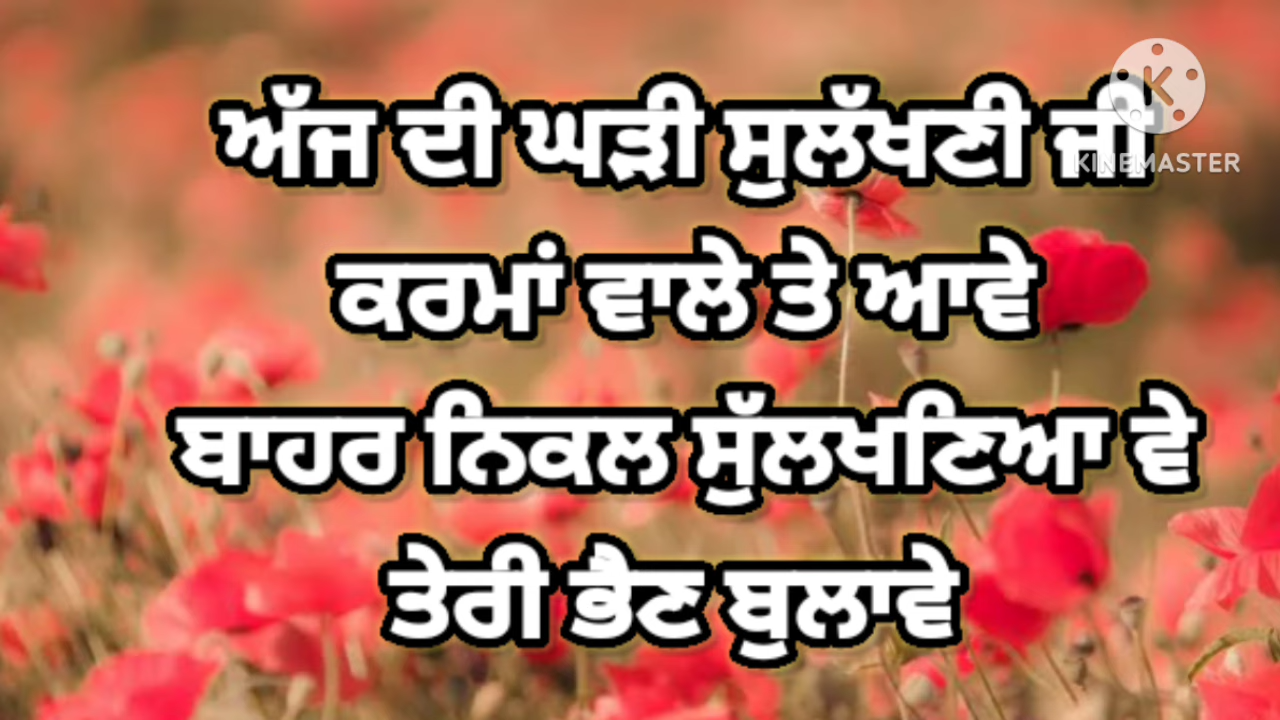 ਅੱਜ ਦੀ ਘੜੀ ਸੁਲੱਖਣੀ ਜੀ
KINEMASTER
ਕਰਮਾਂ ਵਾਲੇ ਤੇ ਆਵੇ
ਬਾਹਰ ਨਿਕਲ ਸੁੱਲਖਣਿਆ ਵੇ
ਤੇਰੀ ਭੈਣ ਬੁਲਾਵੇ